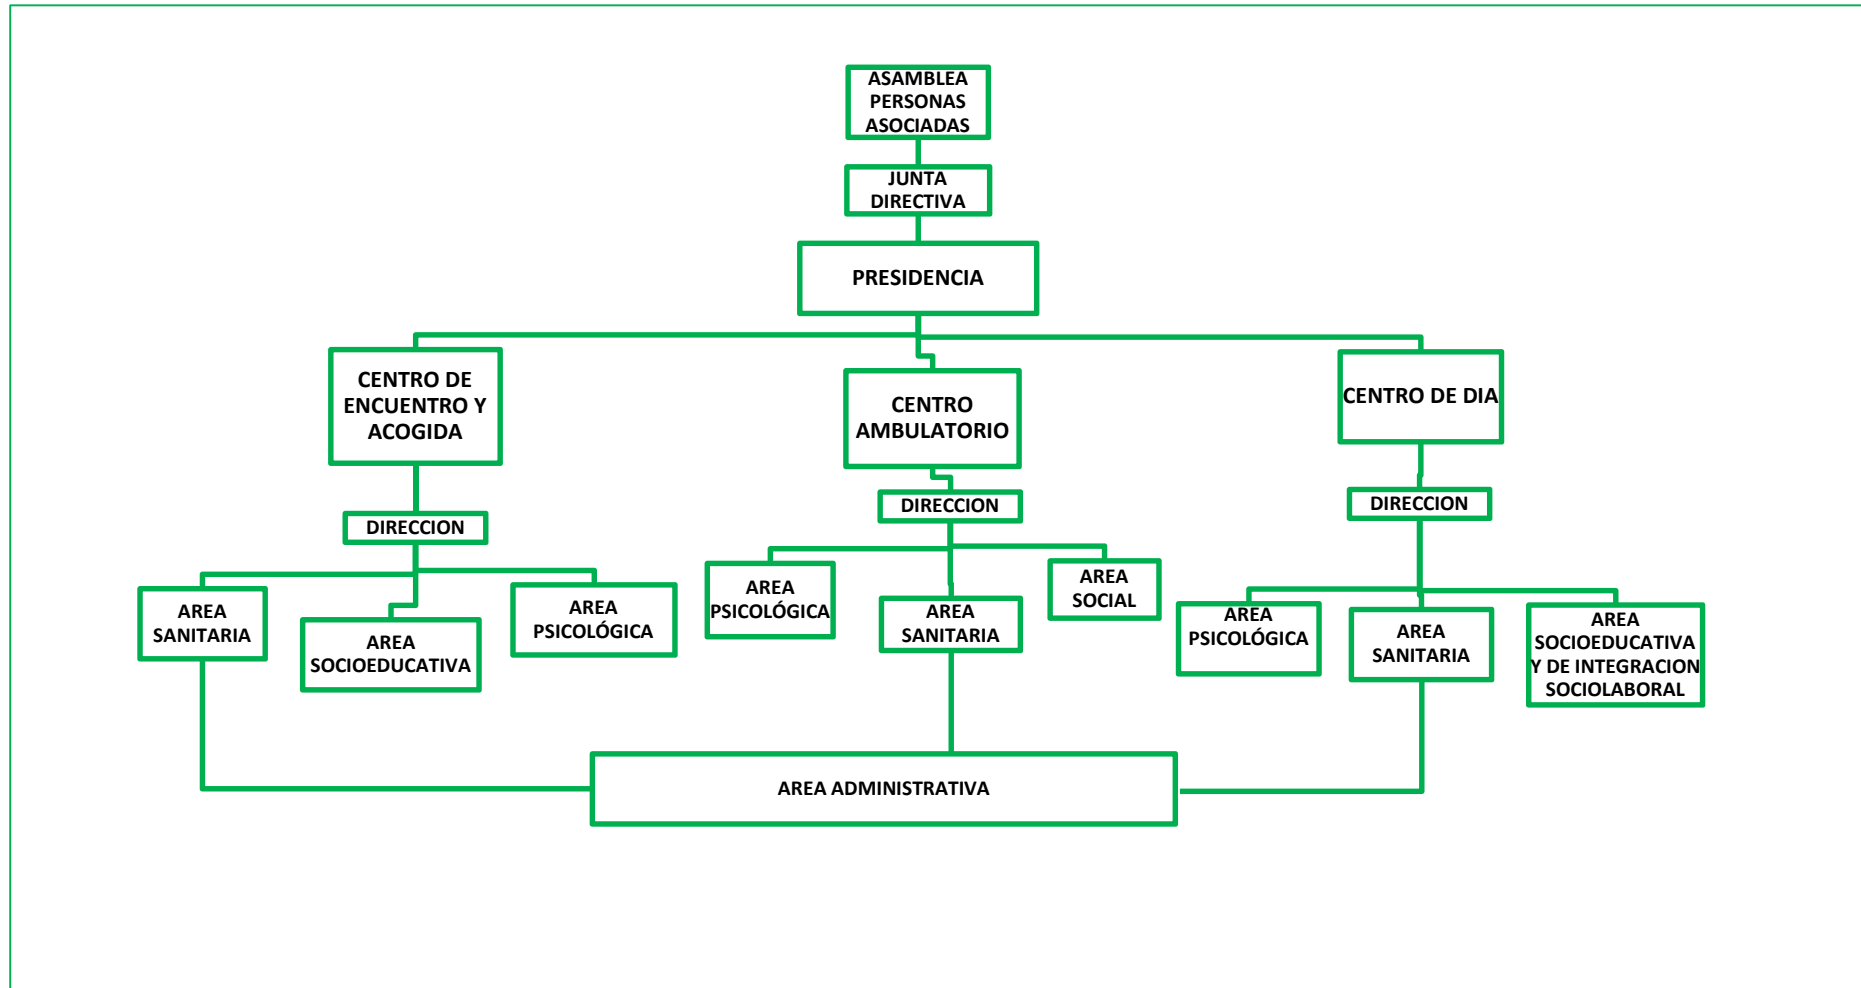 ASAMBLEA
PERSONAS
ASOCIADAS
JUNTA
DIRECTIVA
PRESIDENCIA
CENTRO DE
ENCUENTRO Y
ACOGIDA
CENTRO
AMBULATORIO
CENTRO DE DIA
DIRECCION
DIRECCION
DIRECCION
AREA
SANITARIA
AREA
SOCIOEDUCATIVA
AREA
PSICOLÓGICA
AREA
PSICOLÓGICA
AREA
SANITARIA
AREA
SOCIAL
AREA
PSICOLÓGICA
AREA
SANITARIA
AREA
SOCIOEDUCATIVA
Y DE INTEGRACION
SOCIOLABORAL
AREA ADMINISTRATIVA